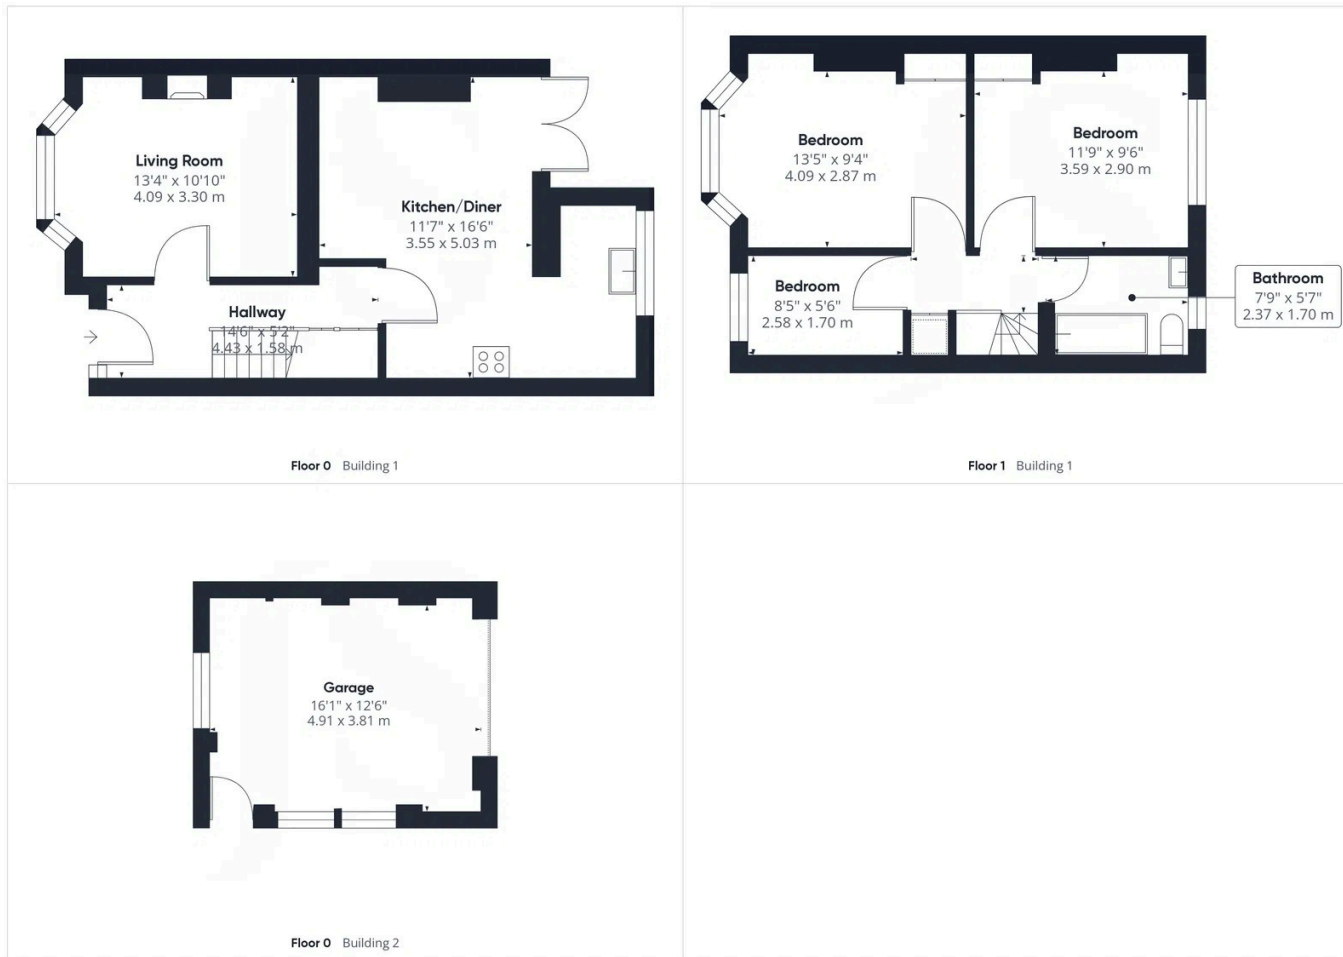 Living Room
13'4" x 10'10"
4.09 x 3.30 m
Kitchen/Diner
11'7" x 16'6"
3.55 x 5.03 m
Hallway
14'6" x 5'2"
4.43 x 1.58 m
Floor 0 Building 1
Bedroom
13'5" x 9'4"
4.09 x 2.87 m
Bedroom
11'9" x 9'6"
3.59 x 2.90 m
Bedroom
8'5" x 5'6"
2.58 x 1.70 m
Bathroom
7'9" x 5'7"
2.37 x 1.70 m
Floor 1 Building 1
Garage
16'1" x 12'6"
4.91 x 3.81 m
Floor 0 Building 2